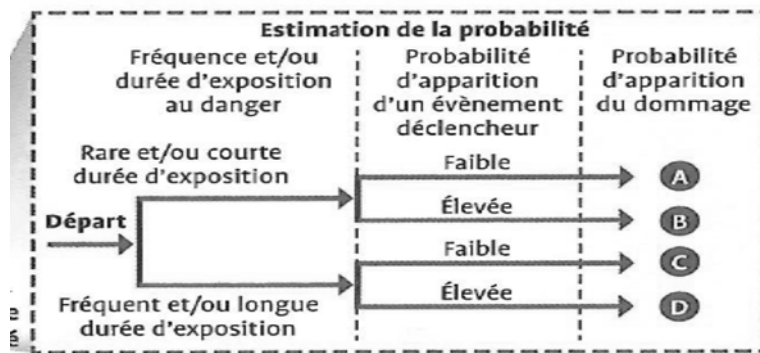 Estimation de la probabilité
Fréquence et/ou
durée d'exposition
au danger
Probabilité
d'apparition
d'un évènement
déclencheur
Probabilité
d'apparition
du dommage
Rare et/ou courte
durée d'exposition
Départ
Fréquent et/ou longue
durée d'exposition
Faible
A
Élevée
B
Faible
C
Élevée
D